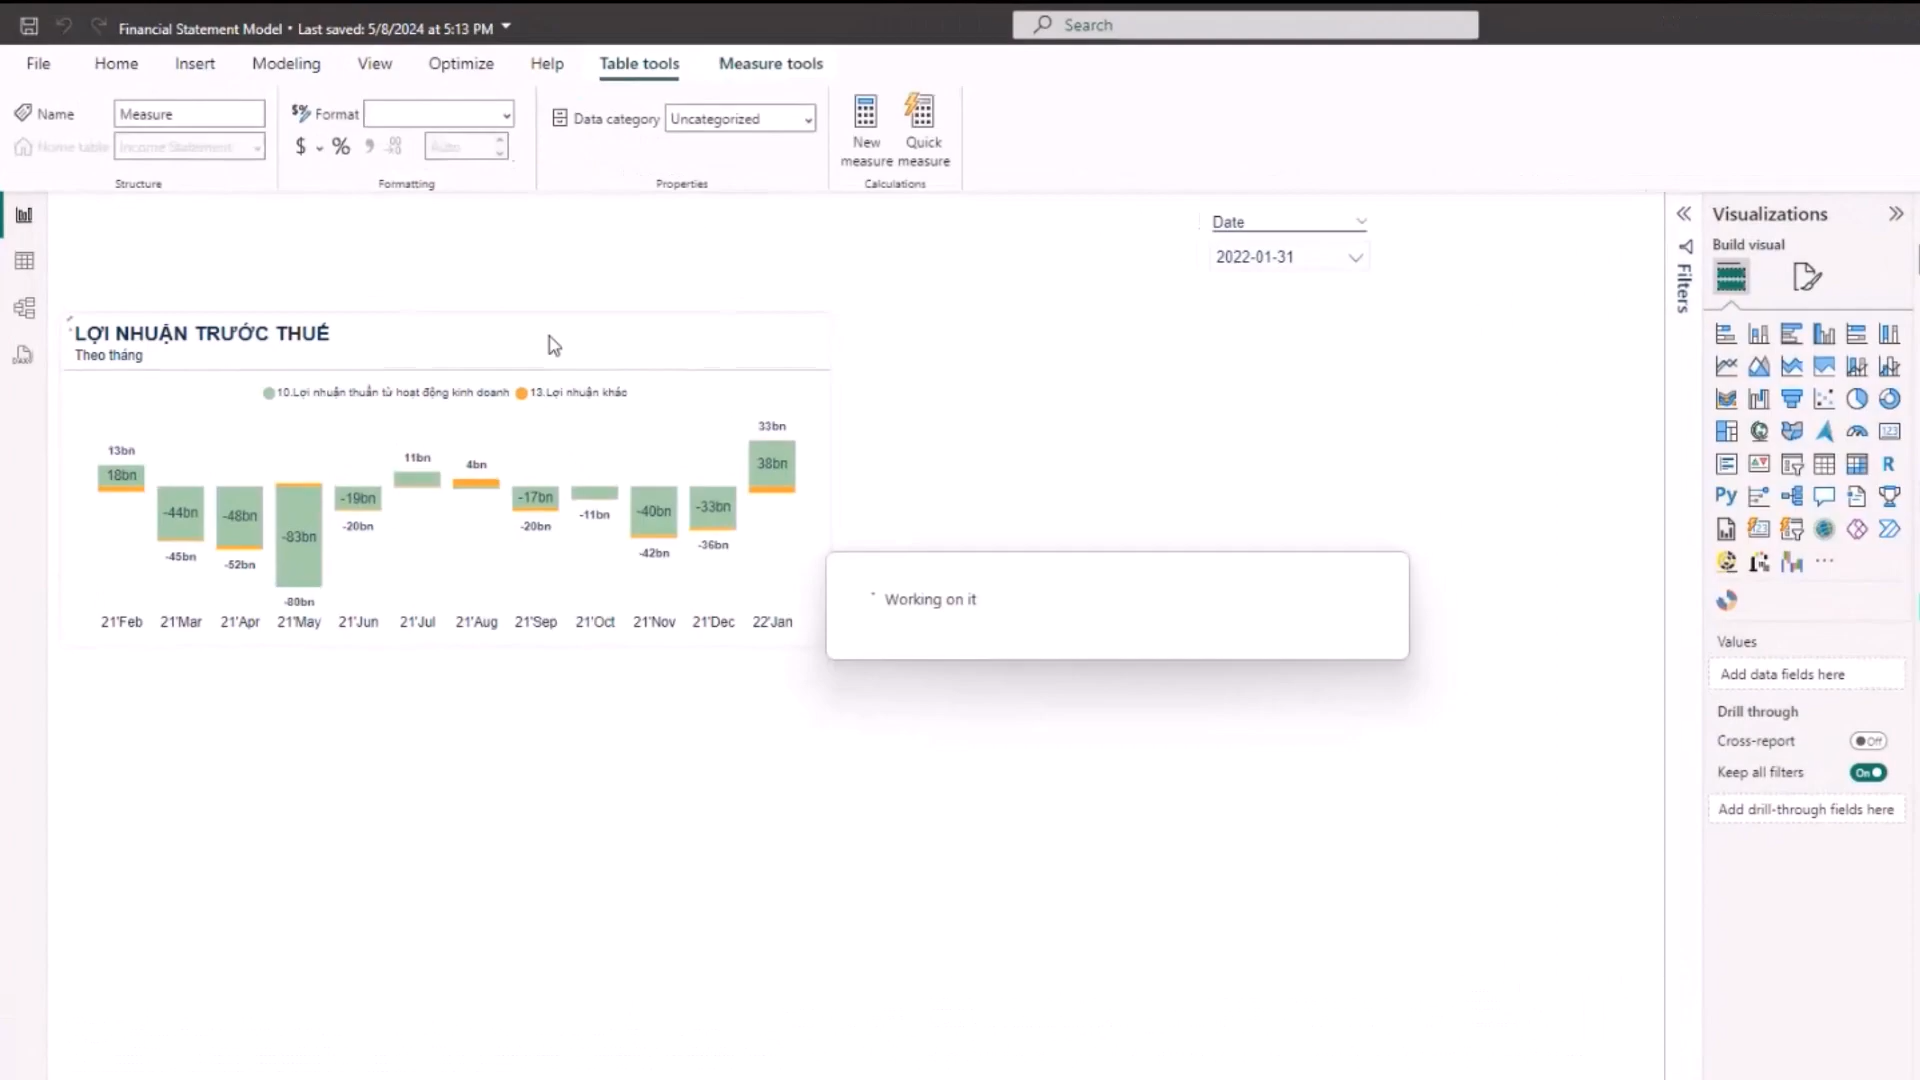 Financial Statement Model • Last saved: 5/8/2024 at 5:13 PM
Search
File Home Insert Modeling View Optimize Help Table tools Measure tools
Name Measure
Home table Income Statement
Structure
Format
$ % Auto
Formatting
Data category Uncategorized
Properties
New measure
Quick measure
Calculations
Date
2022-01-31
LỢI NHUẬN TRƯỚC THUẾ
Theo tháng
10.Lợi nhuận thuần từ hoạt động kinh doanh 13.Lợi nhuận khác
13bn 18bn
-44bn -45bn
-48bn -52bn
-83bn -80bn
-19bn -20bn
11bn
4bn
-17bn -20bn
-11bn
-40bn -42bn
-33bn -36bn
33bn 38bn
21'Feb 21'Mar 21'Apr 21'May 21'Jun 21'Jul 21'Aug 21'Sep 21'Oct 21'Nov 21'Dec 22'Jan
Working on it
Filters
Visualizations
Build visual
123
R
Py
Values
Add data fields here
Drill through
Cross-report Off
Keep all filters On
Add drill-through fields here